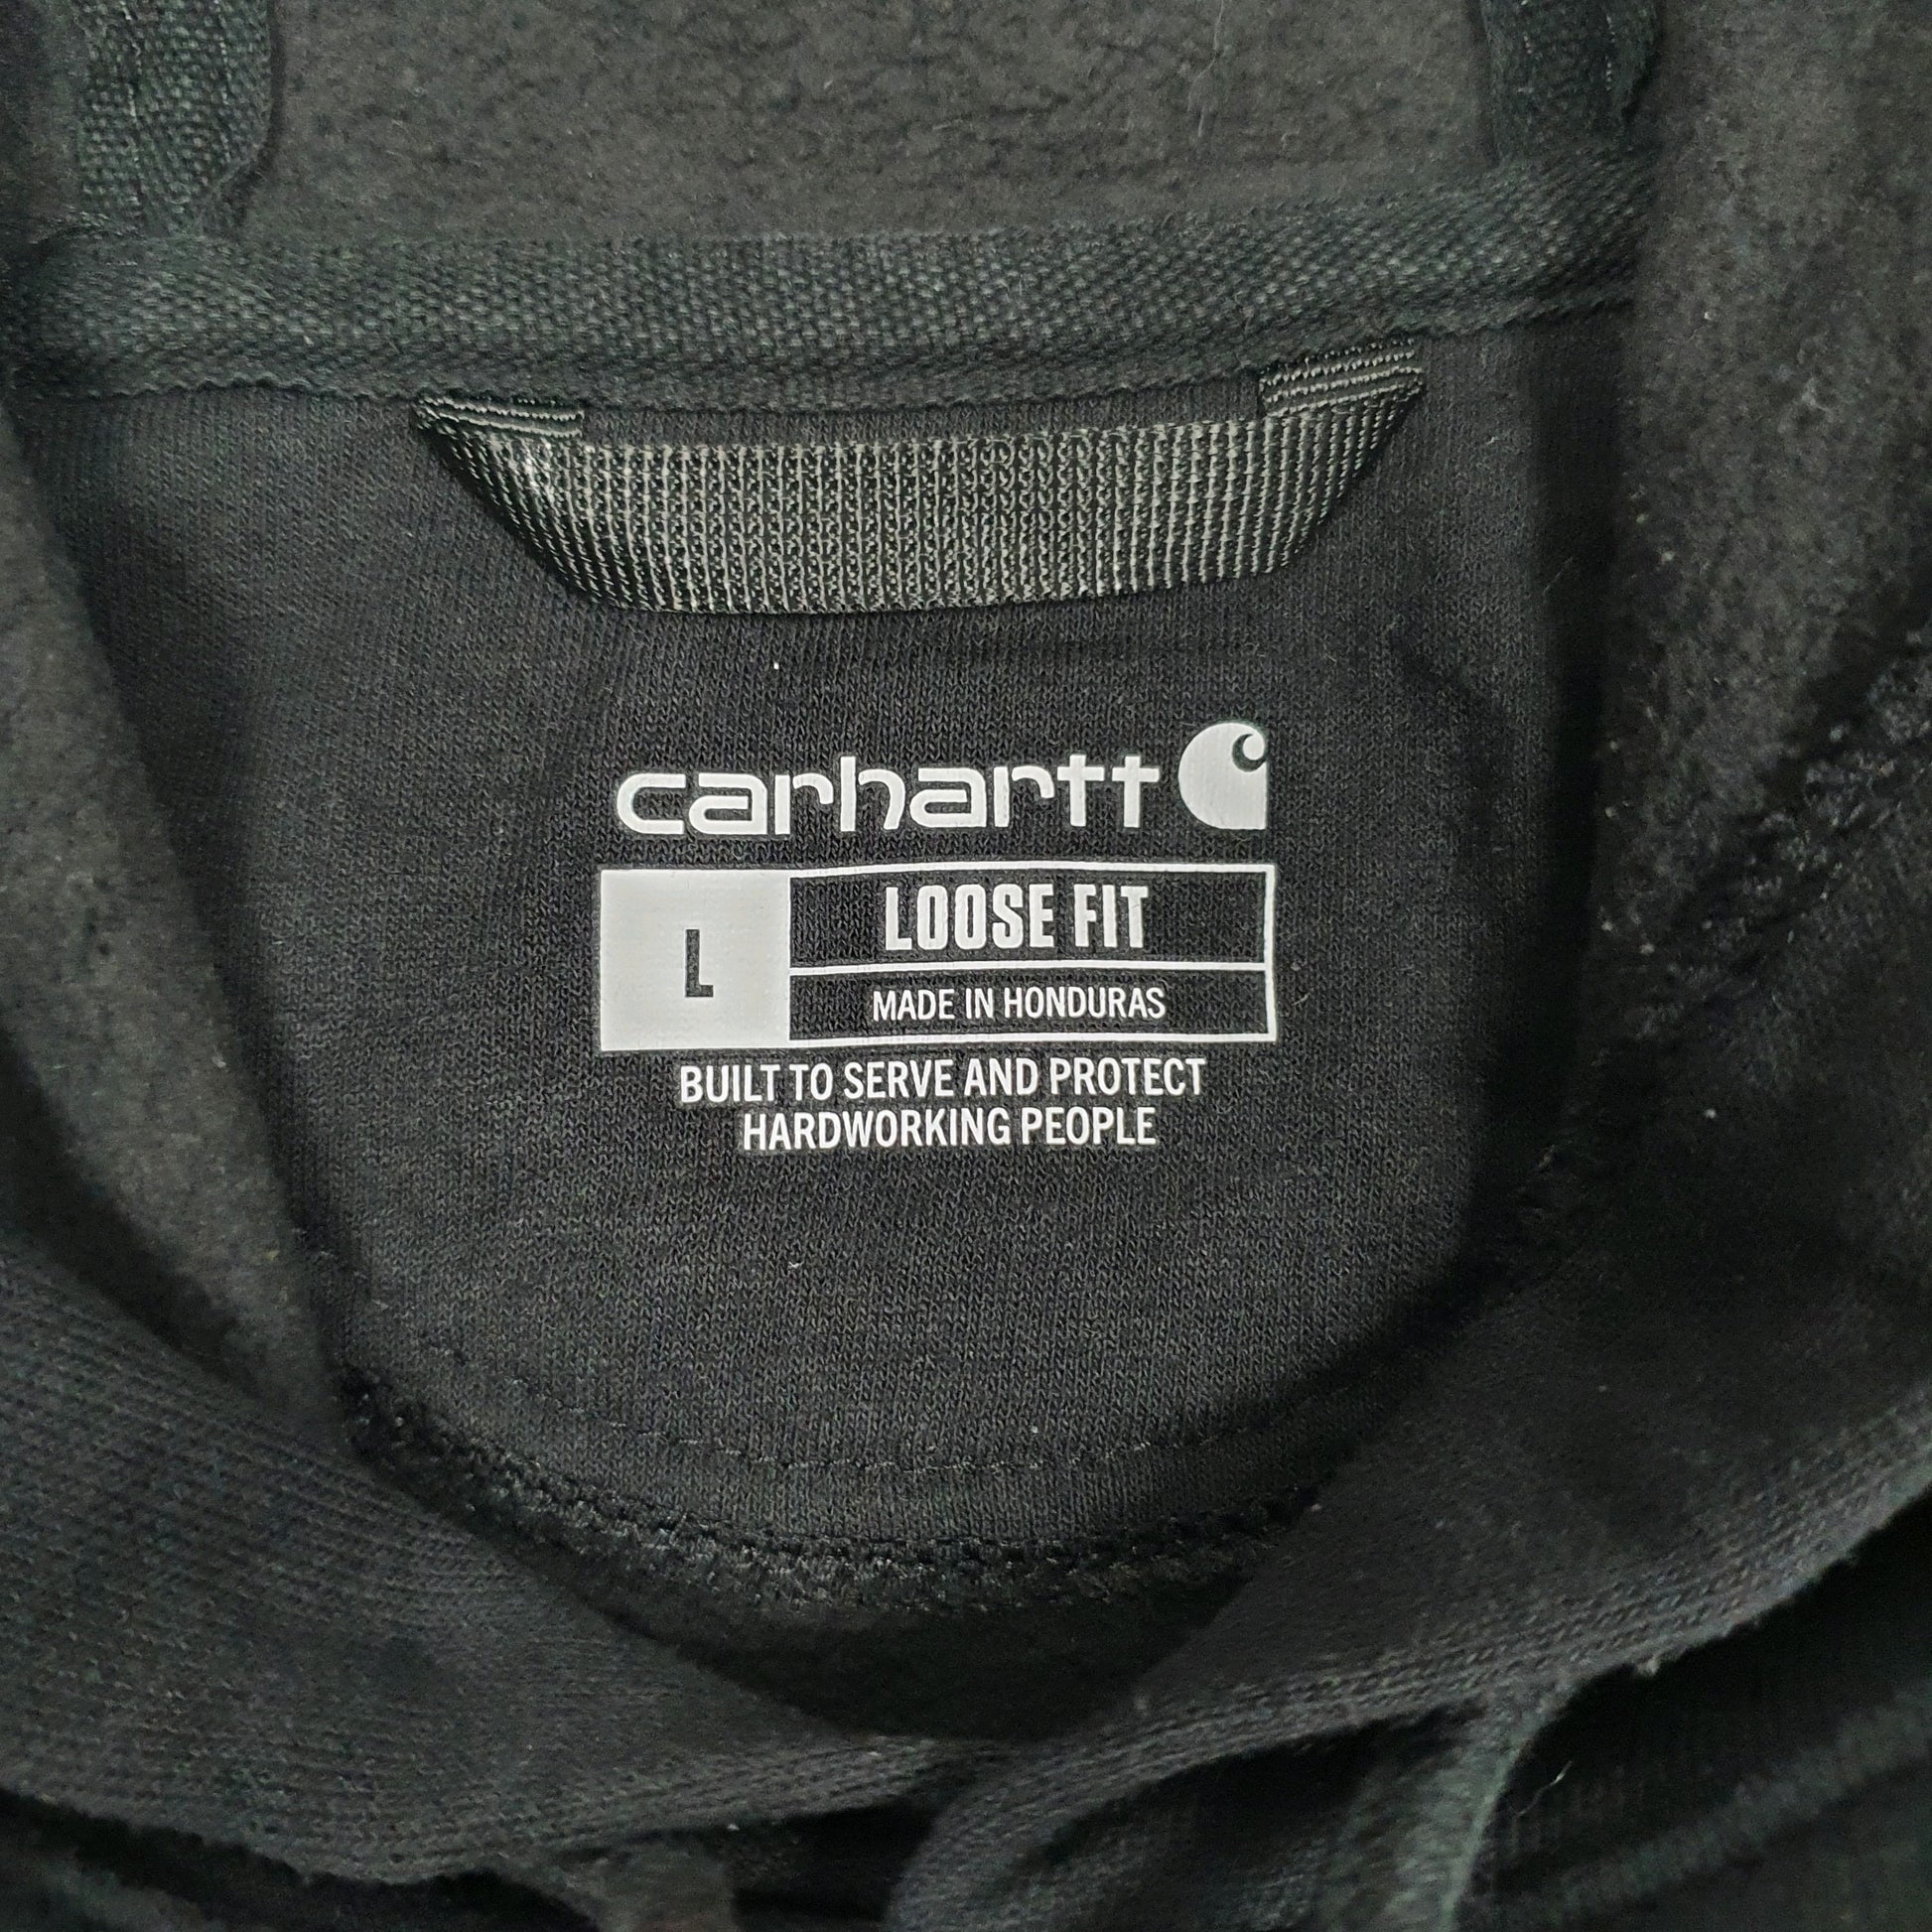 carhartt
L
LOOSE FIT
MADE IN HONDURAS
BUILT TO SERVE AND PROTECT
HARDWORKING PEOPLE